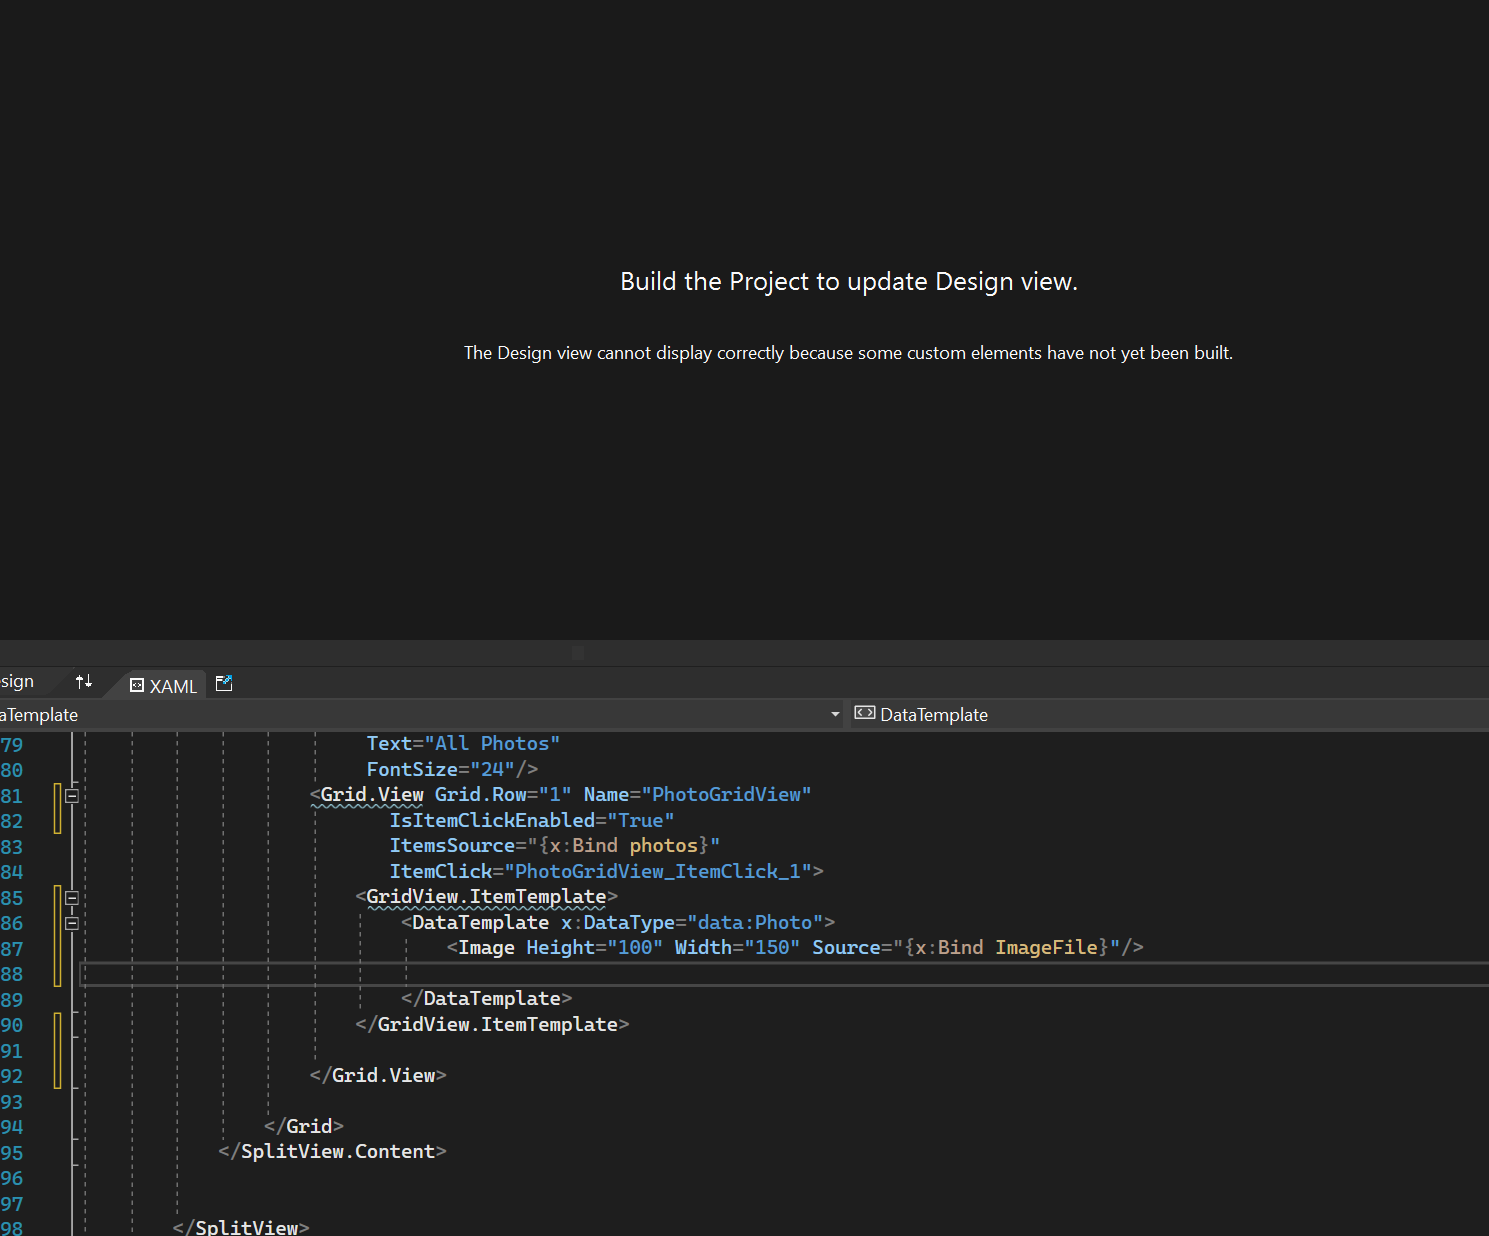 Build the Project to update Design view.
The Design view cannot display correctly because some custom elements have not yet been built.
sign XAML
aTemplate DataTemplate
79 Text="All Photos"
80 FontSize="24"/>
81 <Grid.View Grid.Row="1" Name="PhotoGridView"
82 IsItemClickEnabled="True"
83 ItemsSource="{x:Bind photos}"
84 ItemClick="PhotoGridView_ItemClick_1">
85 <GridView.ItemTemplate>
86 <DataTemplate x:DataType="data:Photo">
87 <Image Height="100" Width="150" Source="{x:Bind ImageFile}"/>
88
89 </DataTemplate>
90 </GridView.ItemTemplate>
91
92 </Grid.View>
93
94 </Grid>
95 </SplitView.Content>
96
97
98 </SplitView>